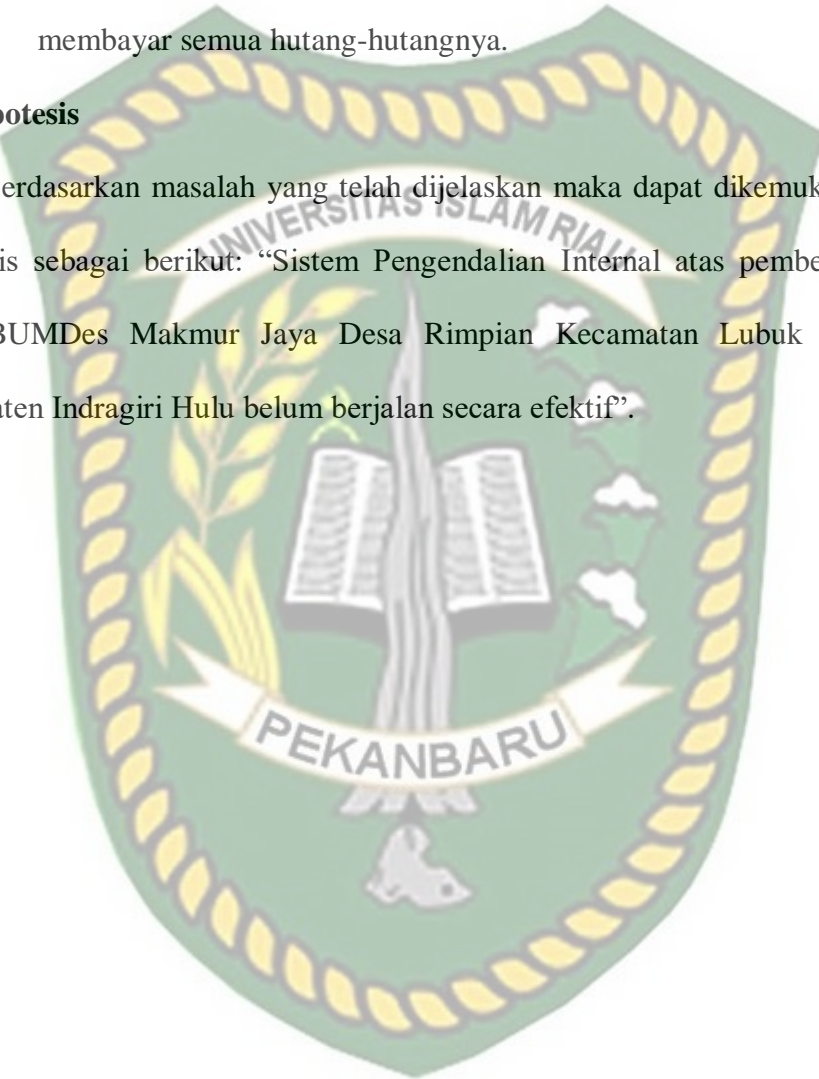 membayar semua hutang-hutangnya.
potesis
erdasarkan masalah yang telah dijelaskan maka dapat dikemuk
is sebagai berikut: “Sistem Pengendalian Internal atas pembe
BUMDes Makmur Jaya Desa Rimpian Kecamatan Lubuk
aten Indragiri Hulu belum berjalan secara efektif”.
UNIVERSITAS ISLAM RIAU
PEKANBARU